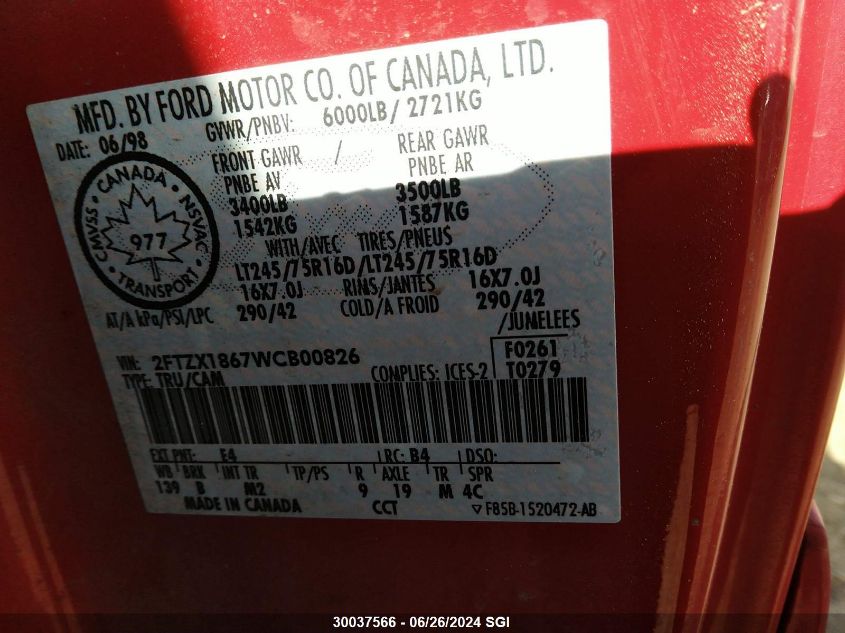 MFD. BY FORD MOTOR CO. OF CANADA, LTD.
DATE: 06/98 GVWR/PNBV: 6000LB/ 2721KG
FRONT GAWR / REAR GAWR
PNBE AV PNBE AR
3400LB 3500LB
1542KG 1587KG
WITH/AVEC TIRES/PNEUS
LT245/75R16D/LT245/75R16D
16X7.0J RINS/JANTES 16X7.0J
AT/A kPa/PSI/LPC 290/42 COLD/A FROID 290/42
/JUNELEES
CANADA
CMVSS NSVAC
977
TRANSPORT
VIN: 2FTZX1867WCB00826 F0261
TYPE: TRU/CAM COMPLIES: ICES-2 T0279
EXT PNT: E4 RC: B4 DSO:
WB BRK INT TR TP/PS R AXLE TR SPR
139 B M2 9 19 M 4C
MADE IN CANADA CCT ▽F85B-1520472-AB
30037566 - 06/26/2024 SGI